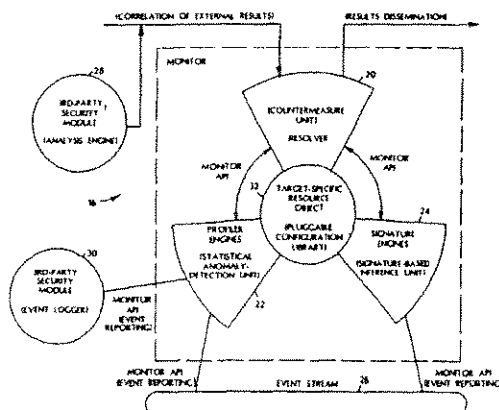 (CORRELATION OF EXTERNAL RESULTS)
(RESULTS DISSEMINATION)
MONITOR
28
20
3RD-PARTY
SECURITY
MODULE
(ANALYSIS ENGINE)
(COUNTERMEASURE
UNIT)
RESOLVER
MONITOR
API
MONITOR
API
16
32
TARGET-SPECIFIC
RESOURCE
OBJECT
(PLUGGABLE
CONFIGURATION
LIBRARY)
24
PROFILER
ENGINES
(STATISTICAL
ANOMALY-
DETECTION UNIT)
SIGNATURE
ENGINES
(SIGNATURE-BASED
INFERENCE UNIT)
30
3RD-PARTY
SECURITY
MODULE
(EVENT LOGGER)
22
MONITOR
API
(EVENT
REPORTING)
MONITOR API
(EVENT REPORTING)
MONITOR API
(EVENT REPORTING)
EVENT STREAM
26